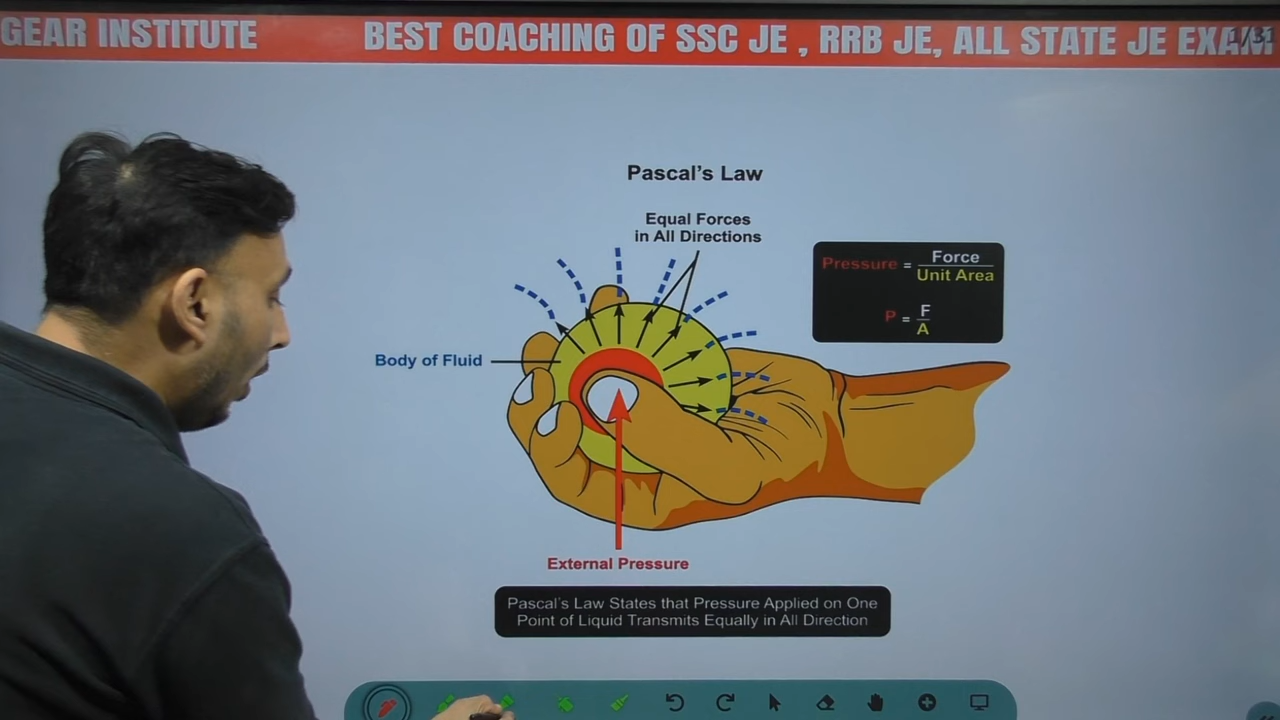 GEAR INSTITUTE BEST COACHING OF SSC JE , RRB JE, ALL STATE JE EXAM
1/31
Pascal's Law
Equal Forces
in All Directions
Pressure = Force
Unit Area
P = F
A
Body of Fluid
External Pressure
Pascal's Law States that Pressure Applied on One
Point of Liquid Transmits Equally in All Direction